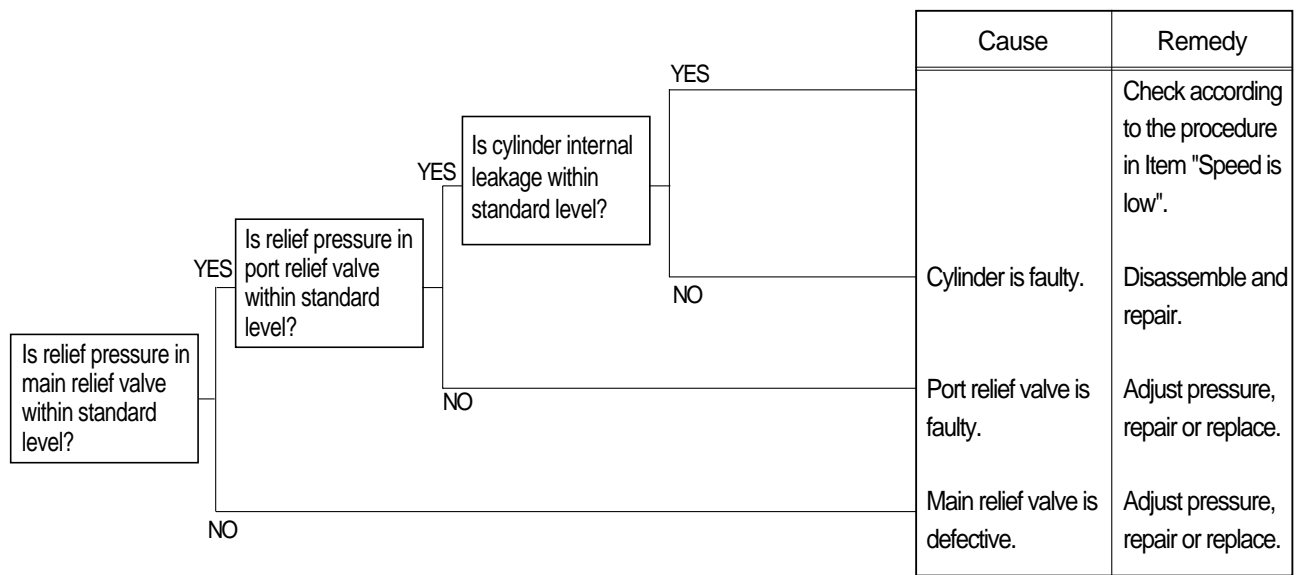 Is relief pressure in
main relief valve
within standard
level?
YES
NO
Is relief pressure in
port relief valve
within standard
level?
YES
NO
Is cylinder internal
leakage within
standard level?
YES
NO
Cause
Remedy
Check according
to the procedure
in Item "Speed is
low".
Cylinder is faulty.
Disassemble and
repair.
Port relief valve is
faulty.
Adjust pressure,
repair or replace.
Main relief valve is
defective.
Adjust pressure,
repair or replace.